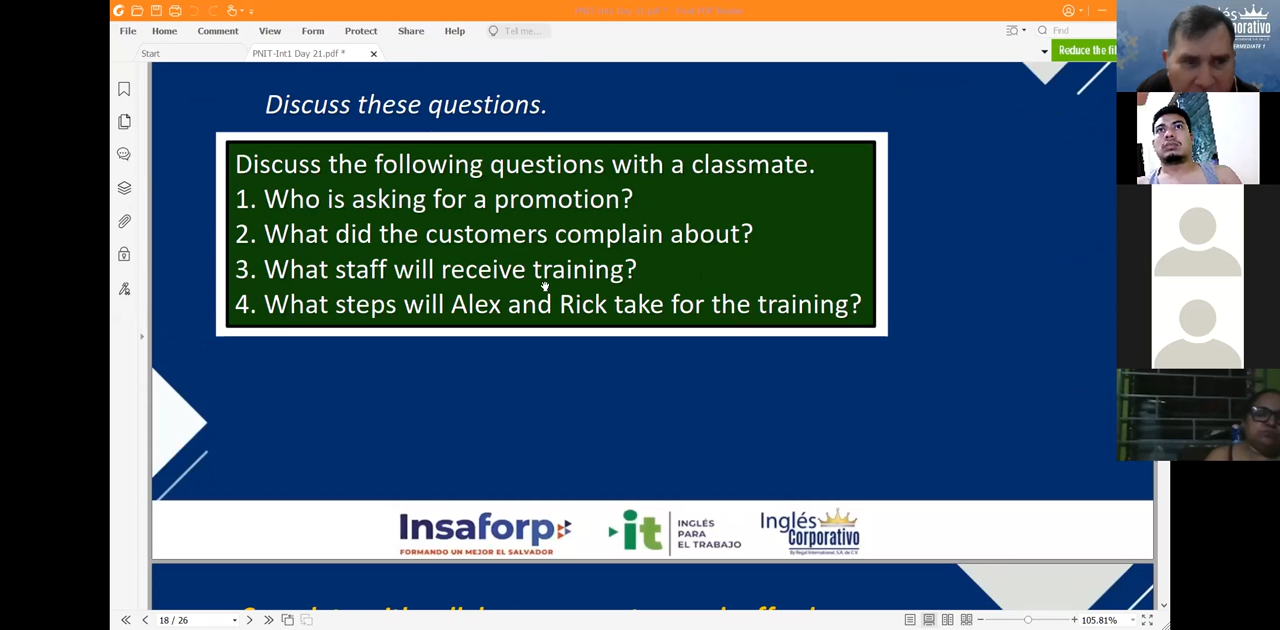 File Home Comment View Form Protect Share Help Tell me... Find
Start PNIT-Int1 Day 21.pdf * Reduce the fil
Discuss these questions.
Discuss the following questions with a classmate.
1. Who is asking for a promotion?
2. What did the customers complain about?
3. What staff will receive training?
4. What steps will Alex and Rick take for the training?
Insaforp
FORMANDO UN MEJOR EL SALVADOR
it
INGLÉS
PARA
EL TRABAJO
Inglés
Corporativo
18 / 26
105.81%